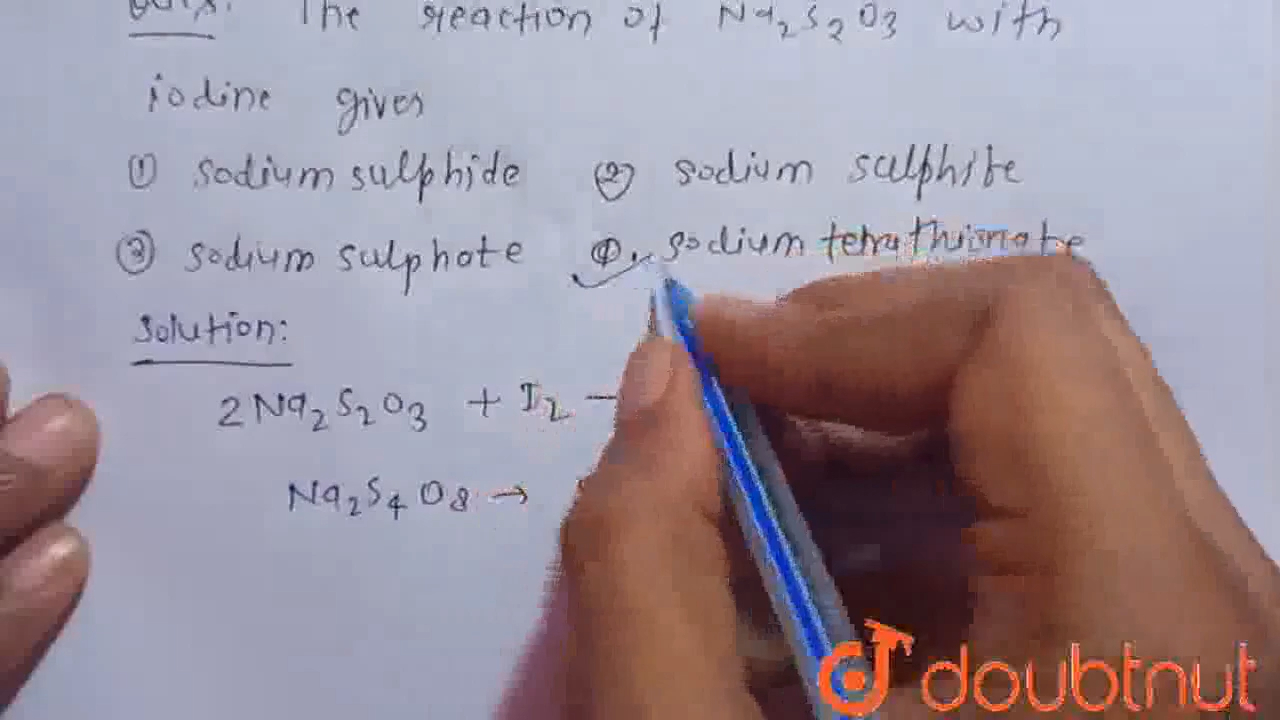 The reaction of Na2S2O3 with
iodine gives
① sodium sulphide ② sodium sulphite
③ sodium sulphate ④ sodium tetrathionate
Solution:
2Na2S2O3 + I2 →
Na2S4O8 →
doubtnut